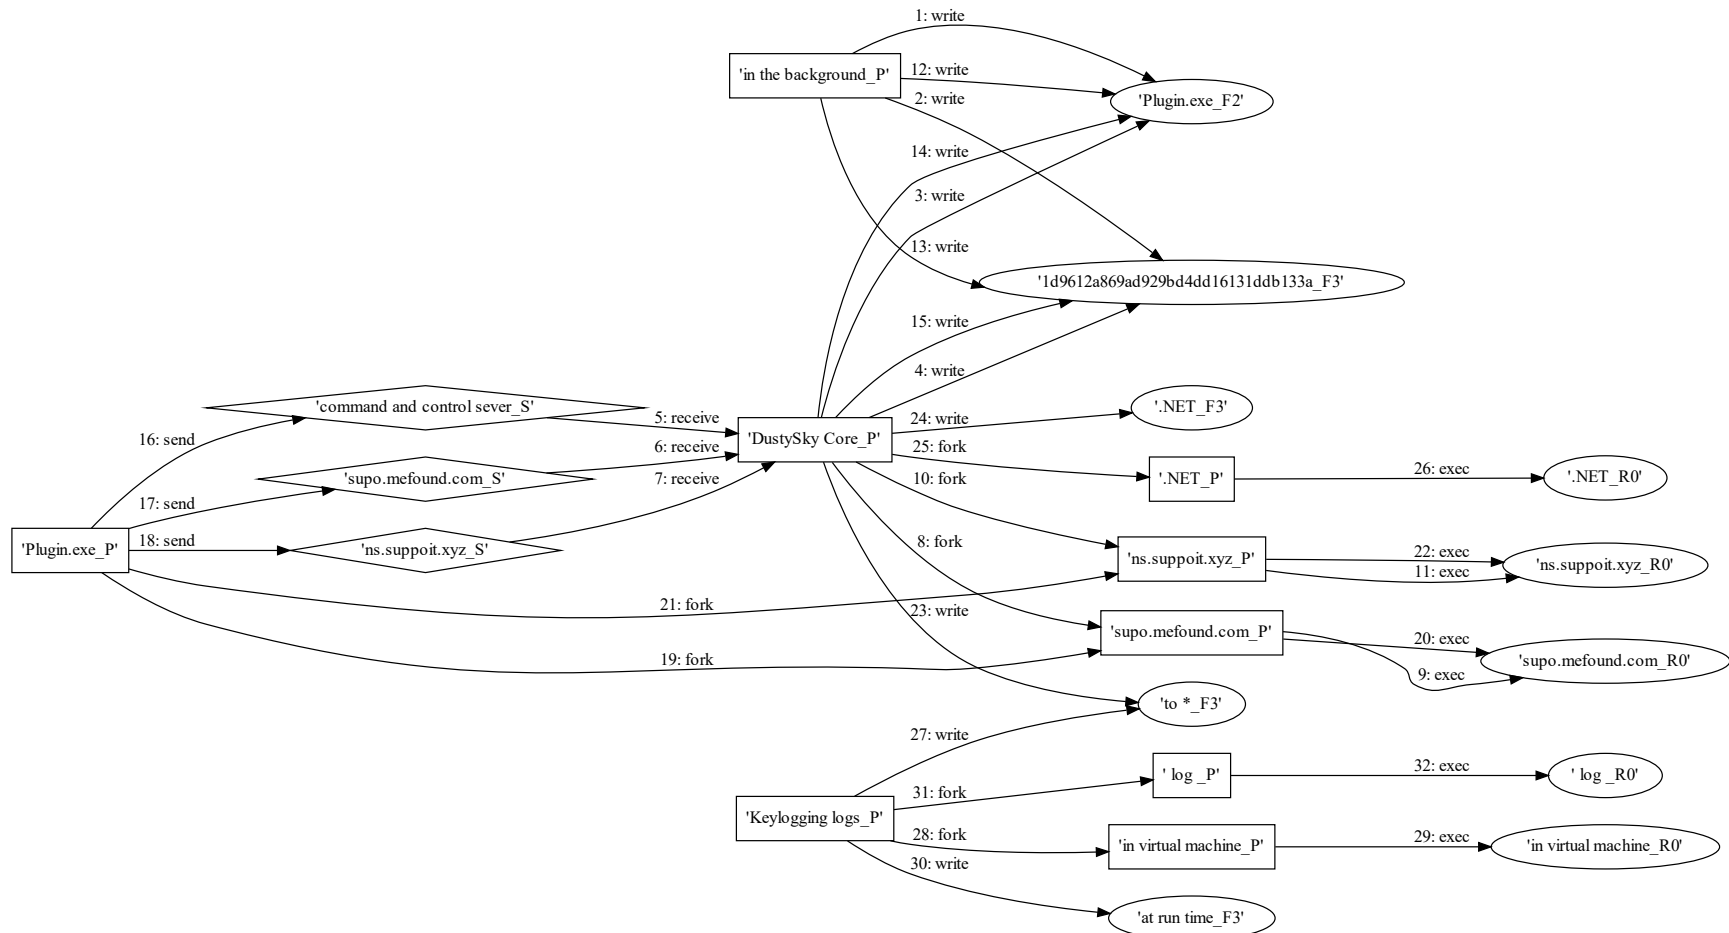 1: write
'in the background_P'
12: write
2: write
'Plugin.exe_F2'
14: write
3: write
13: write
'1d9612a869ad929bd4dd16131ddb133a_F3'
15: write
4: write
'command and control sever_S'
5: receive
24: write
'.NET_F3'
16: send
'DustySky Core_P'
6: receive
25: fork
'supo.mefound.com_S'
7: receive
10: fork
'.NET_P'
26: exec
'.NET_R0'
17: send
'Plugin.exe_P'
18: send
'ns.suppoit.xyz_S'
8: fork
'ns.suppoit.xyz_P'
22: exec
11: exec
'ns.suppoit.xyz_R0'
21: fork
23: write
'supo.mefound.com_P'
20: exec
19: fork
9: exec
'supo.mefound.com_R0'
'to *_F3'
27: write
' log _P'
32: exec
' log _R0'
31: fork
'Keylogging logs_P'
28: fork
'in virtual machine_P'
29: exec
'in virtual machine_R0'
30: write
'at run time_F3'